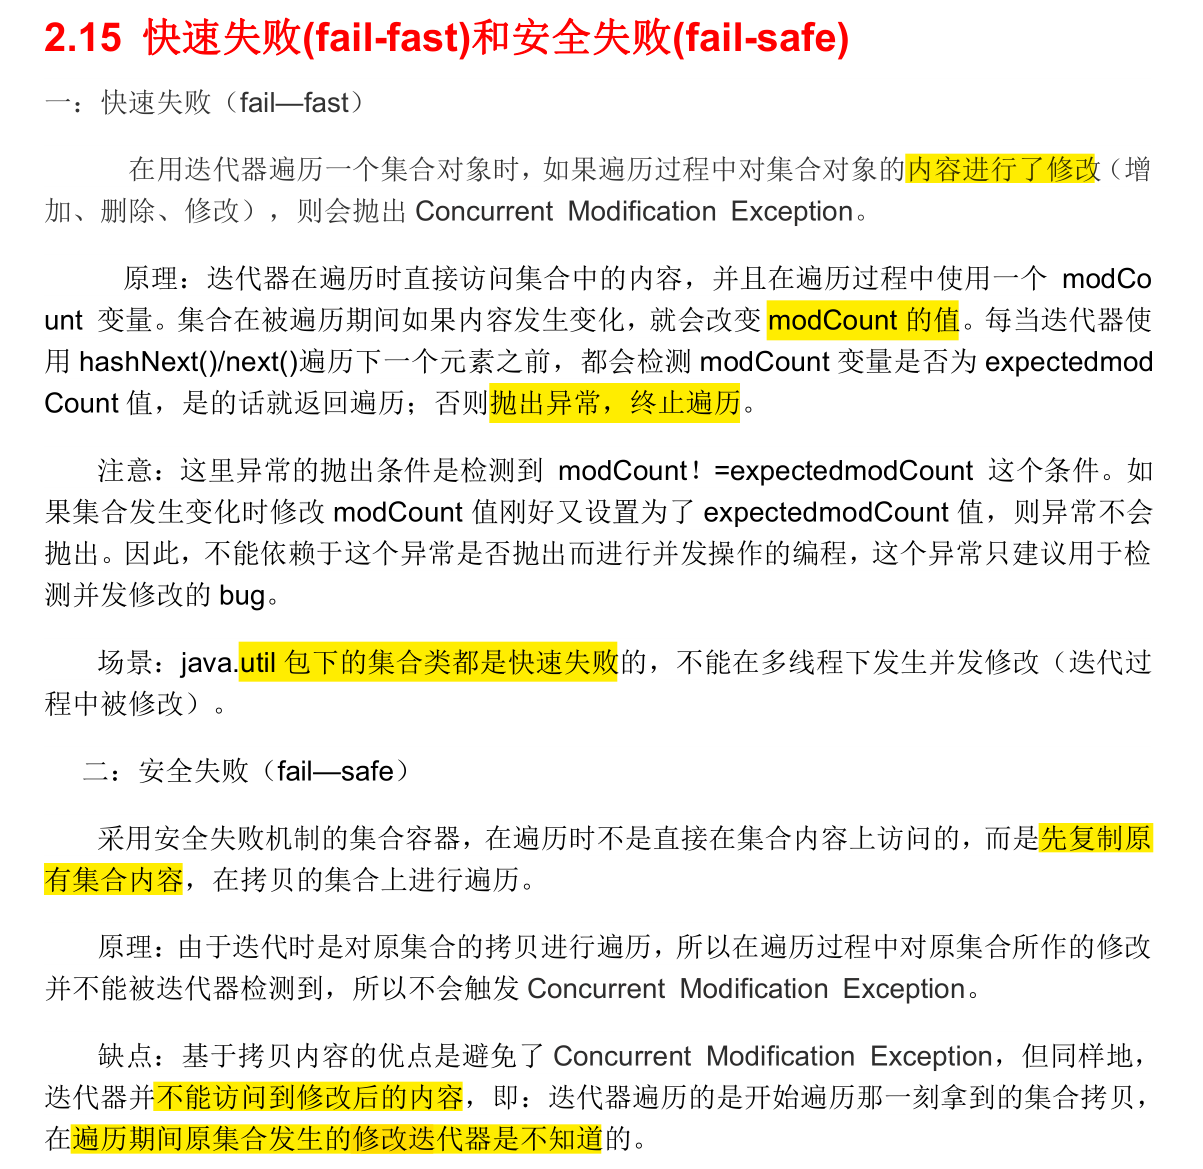 2.15 快速失败(fail-fast)和安全失败(fail-safe)
一：快速失败（fail—fast）
在用迭代器遍历一个集合对象时，如果遍历过程中对集合对象的内容进行了修改（增
加、删除、修改），则会抛出 Concurrent Modification Exception。
原理：迭代器在遍历时直接访问集合中的内容，并且在遍历过程中使用一个 modCo
unt 变量。集合在被遍历期间如果内容发生变化，就会改变 modCount 的值。每当迭代器使
用 hashNext()/next()遍历下一个元素之前，都会检测 modCount 变量是否为 expectedmod
Count 值，是的话就返回遍历；否则抛出异常，终止遍历。
注意：这里异常的抛出条件是检测到 modCount！=expectedmodCount 这个条件。如
果集合发生变化时修改 modCount 值刚好又设置为了 expectedmodCount 值，则异常不会
抛出。因此，不能依赖于这个异常是否抛出而进行并发操作的编程，这个异常只建议用于检
测并发修改的 bug。
场景：java.util 包下的集合类都是快速失败的，不能在多线程下发生并发修改（迭代过
程中被修改）。
二：安全失败（fail—safe）
采用安全失败机制的集合容器，在遍历时不是直接在集合内容上访问的，而是先复制原
有集合内容，在拷贝的集合上进行遍历。
原理：由于迭代时是对原集合的拷贝进行遍历，所以在遍历过程中对原集合所作的修改
并不能被迭代器检测到，所以不会触发 Concurrent Modification Exception。
缺点：基于拷贝内容的优点是避免了 Concurrent Modification Exception，但同样地，
迭代器并不能访问到修改后的内容，即：迭代器遍历的是开始遍历那一刻拿到的集合拷贝，
在遍历期间原集合发生的修改迭代器是不知道的。